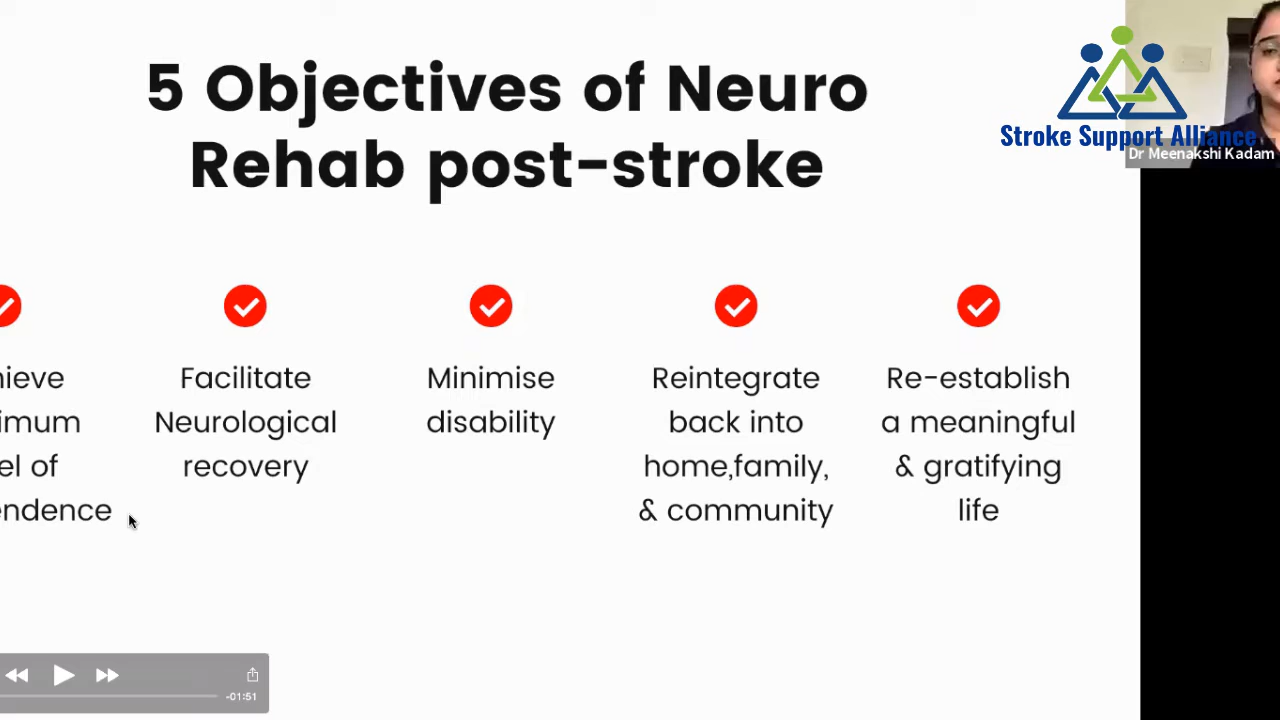 5 Objectives of Neuro
Rehab post-stroke
Stroke Support Alliance
Dr Meenakshi Kadam
hieve
imum
el of
endence
Facilitate
Neurological
recovery
Minimise
disability
Reintegrate
back into
home,family,
& community
Re-establish
a meaningful
& gratifying
life
-01:51